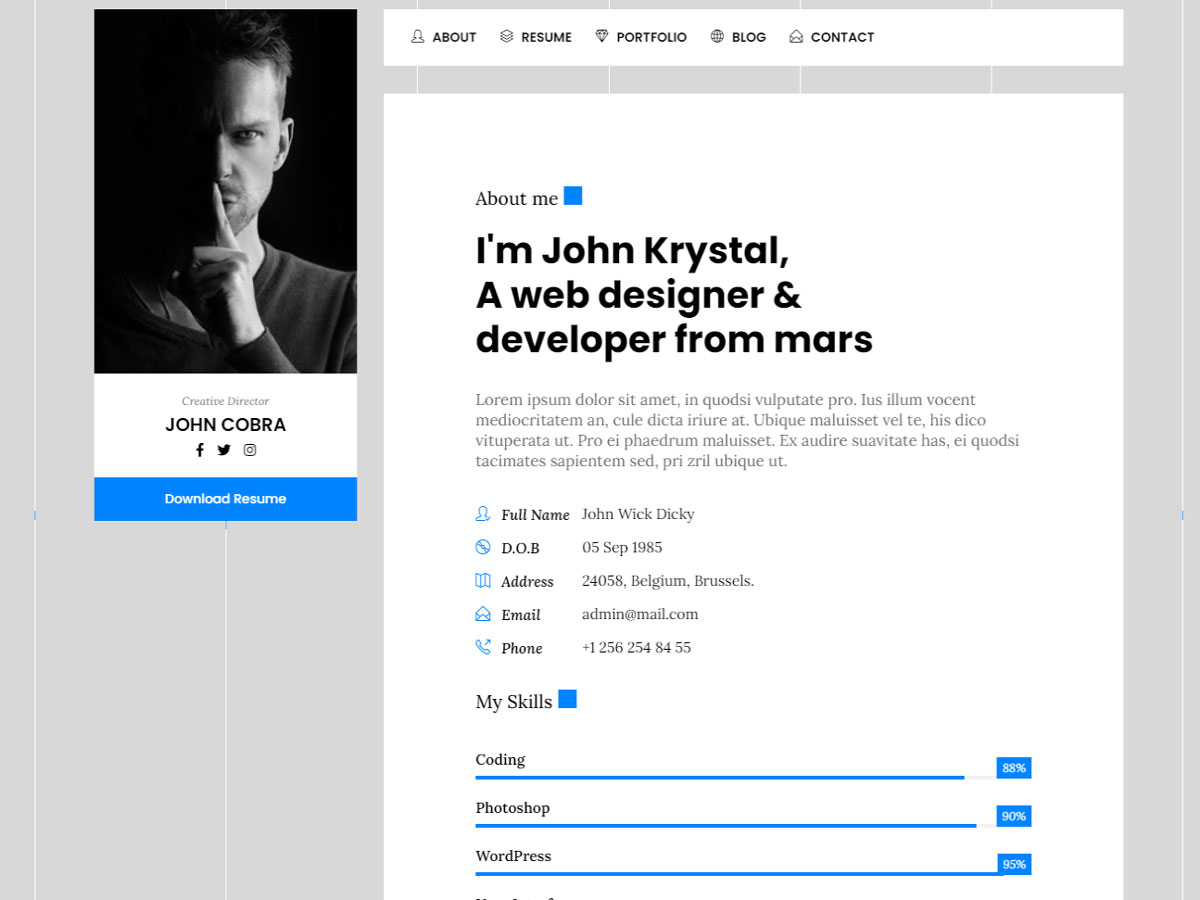 ABOUT RESUME PORTFOLIO BLOG CONTACT
Creative Director
JOHN COBRA
Download Resume
About me
I'm John Krystal,
A web designer &
developer from mars
Lorem ipsum dolor sit amet, in quodsi vulputate pro. Ius illum vocent
mediocritatem an, cule dicta iriure at. Ubique maluisset vel te, his dico
vituperata ut. Pro ei phaedrum maluisset. Ex audire suavitate has, ei quodsi
tacimates sapientem sed, pri zril ubique ut.
Full Name John Wick Dicky
D.O.B 05 Sep 1985
Address 24058, Belgium, Brussels.
Email admin@mail.com
Phone +1 256 254 84 55
My Skills
Coding 88%
Photoshop 90%
WordPress 95%